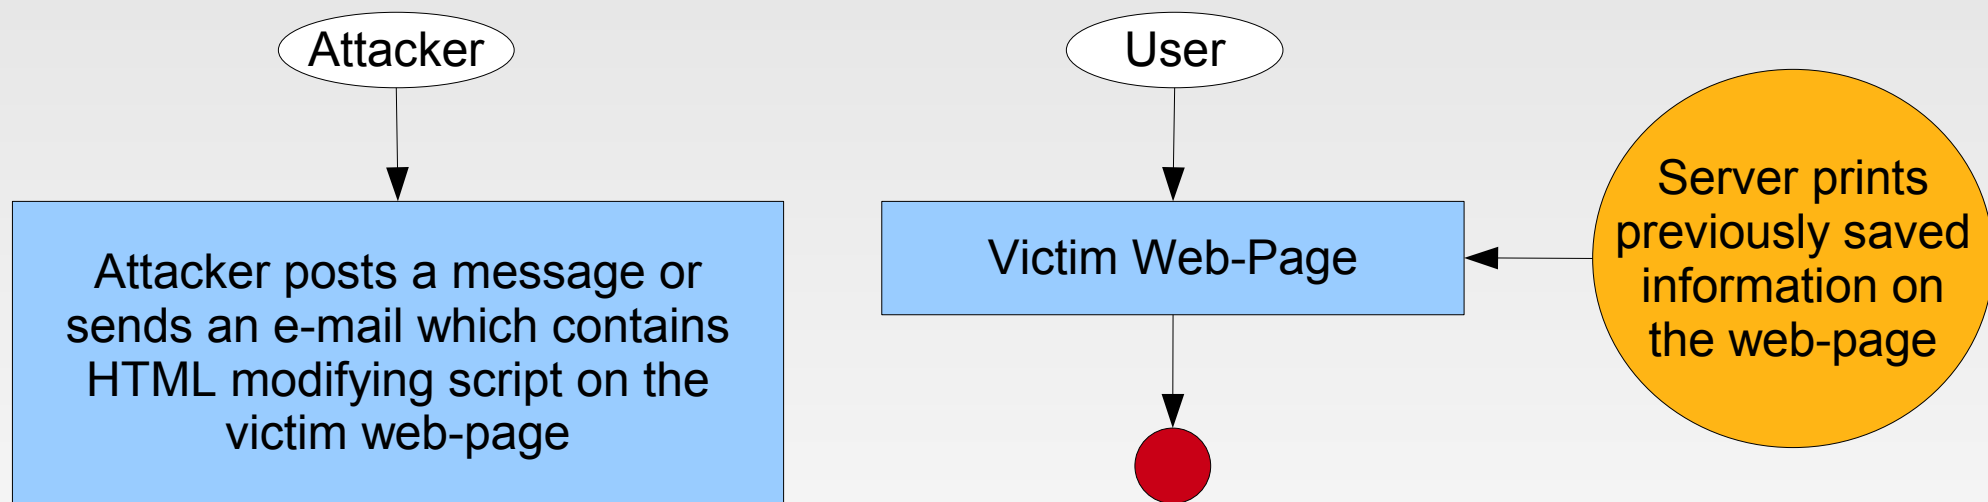 Attacker
User
Attacker posts a message or
sends an e-mail which contains
HTML modifying script on the
victim web-page
Victim Web-Page
Server prints
previously saved
information on
the web-page